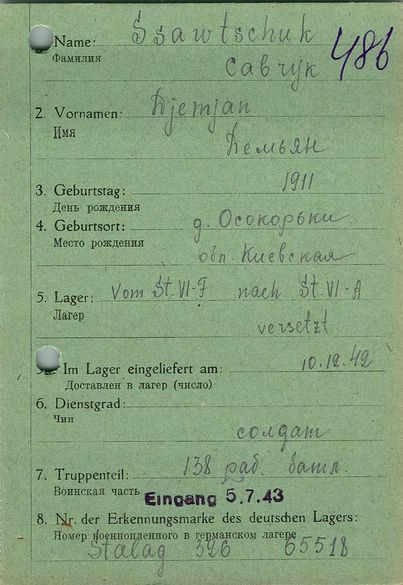 Name: Ssawtschuk
Фамилия
Савчук
486
2. Vornamen: Djemjan
Имя
Демьян
3. Geburtstag: 1911
День рождения
4. Geburtsort: д. Осокорьки
Место рождения
обл. Киевская
5. Lager: Vom St. VI-F nach St. VI-A
Лагер
versetzt
Im Lager eingeliefert am: 10.12.42
Доставлен в лагер (число)
6. Dienstgrad:
Чин
солдат
7. Truppenteil: 138 раб. батл.
Воинская часть Eingang 5.7.43
8. Nr. der Erkennungsmarke des deutschen Lagers:
Номер военнопленного в германском лагере
Stalag 326 65518